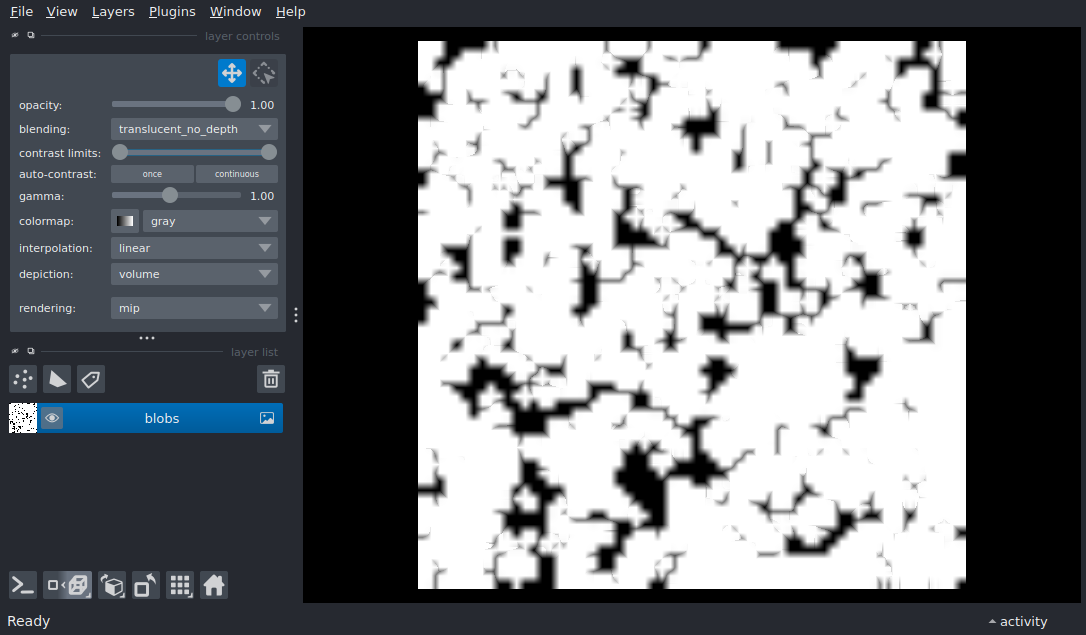 File View Layers Plugins Window Help
layer controls
opacity: 1.00
blending: translucent_no_depth
contrast limits:
auto-contrast: once continuous
gamma: 1.00
colormap: gray
interpolation: linear
depiction: volume
rendering: mip
layer list
blobs
Ready activity